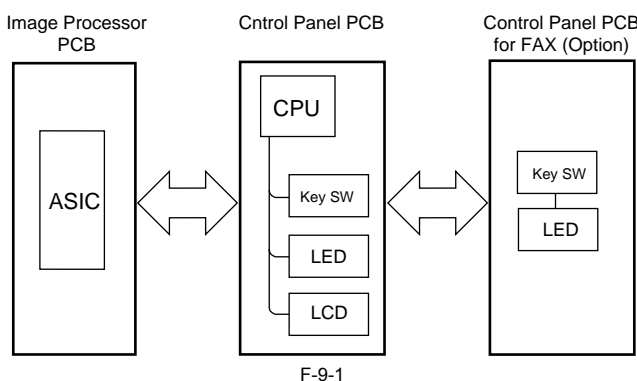 Image Processor
PCB
Cntrol Panel PCB
Control Panel PCB
for FAX (Option)
ASIC
CPU
Key SW
LED
LCD
Key SW
LED
F-9-1